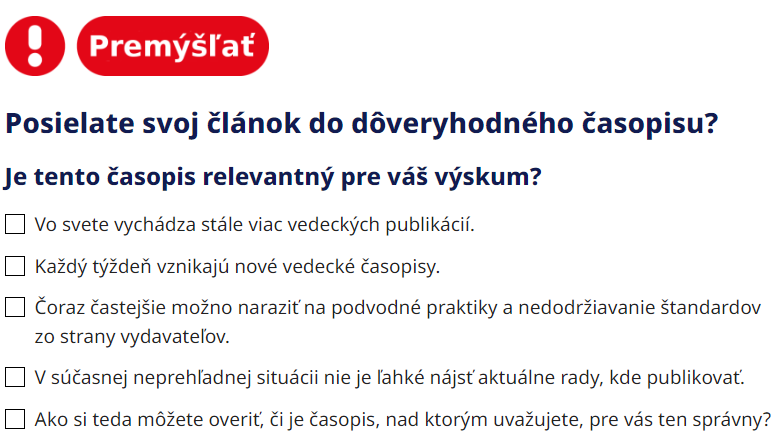 Premýšľať
Posielate svoj článok do dôveryhodného časopisu?
Je tento časopis relevantný pre váš výskum?
Vo svete vychádza stále viac vedeckých publikácií.
Každý týždeň vznikajú nové vedecké časopisy.
Čoraz častejšie možno naraziť na podvodné praktiky a nedodržiavanie štandardov
zo strany vydavateľov.
V súčasnej neprehľadnej situácii nie je ľahké nájsť aktuálne rady, kde publikovať.
Ako si teda môžete overiť, či je časopis, nad ktorým uvažujete, pre vás ten správny?